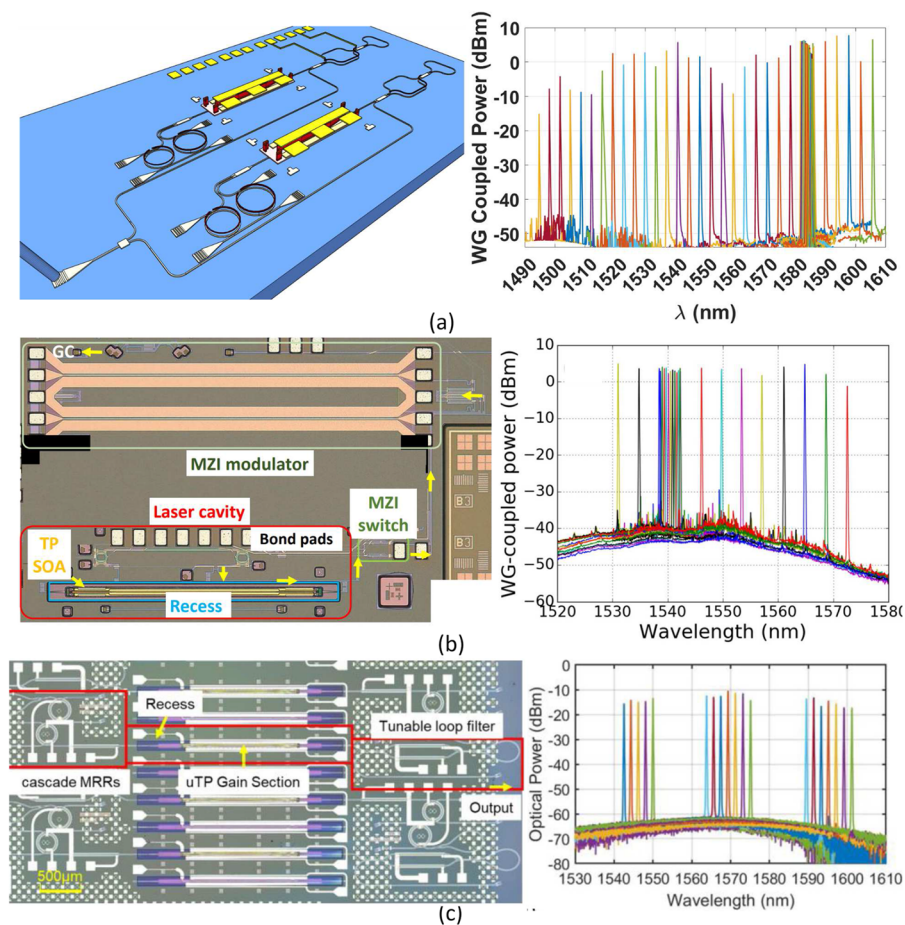 WG Coupled Power (dBm)
10
0
-10
-20
-30
-40
-50
1490
1500
1510
1520
1530
1540
1550
1560
1570
1580
1590
1600
1610
λ (nm)
(a)
GC
MZI modulator
Laser cavity
MZI
switch
TP
SOA
Bond pads
Recess
B3
B3
WG-coupled power (dBm)
10
0
−10
−20
−30
−40
−50
−60
1520
1530
1540
1550
1560
1570
1580
Wavelength (nm)
(b)
Recess
Tunable loop filter
cascade MRRs
uTP Gain Section
Output
500μm
Optical Power (dBm)
0
-10
-20
-30
-40
-50
-60
-70
-80
1530
1540
1550
1560
1570
1580
1590
1600
1610
Wavelength (nm)
(c)